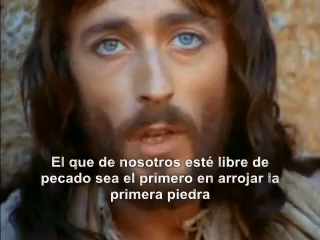 El que de nosotros esté libre de
pecado sea el primero en arrojar la
primera piedra